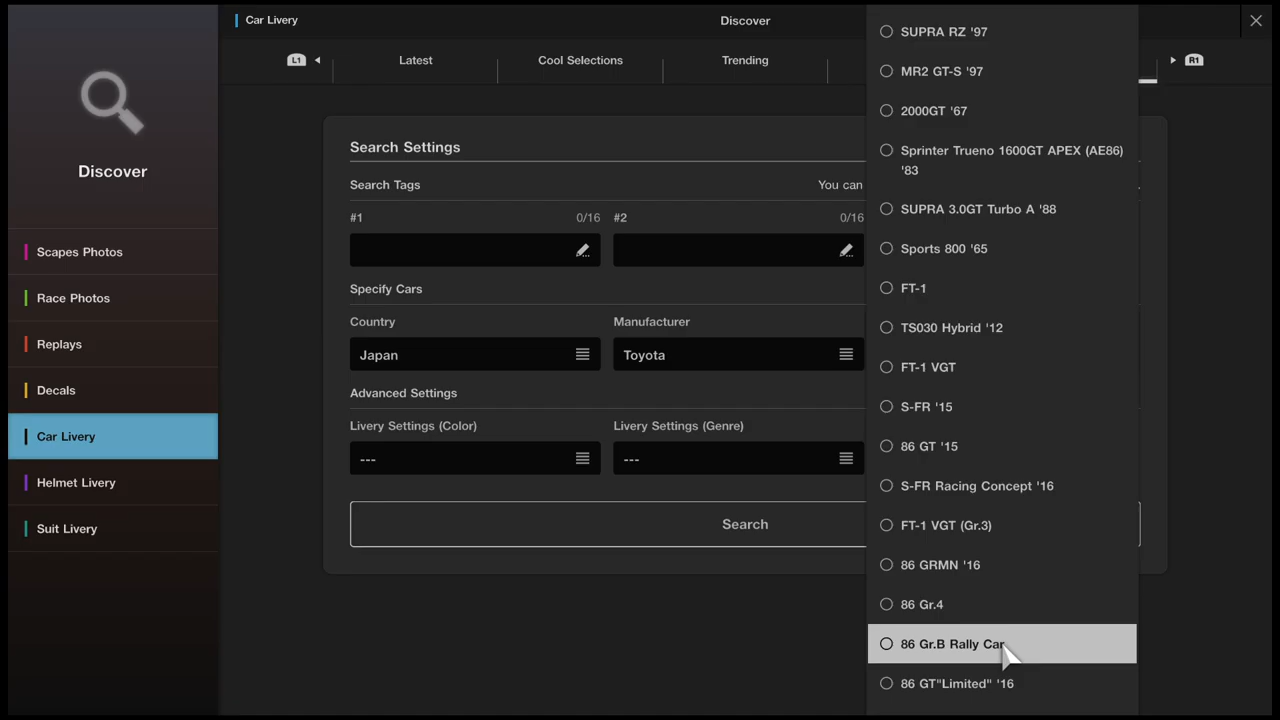 Car Livery
Discover
L1
Latest
Cool Selections
Trending
R1
Discover
Scapes Photos
Race Photos
Replays
Decals
Car Livery
Helmet Livery
Suit Livery
Search Settings
Search Tags
You can
#1
0/16
#2
0/16
Specify Cars
Country
Manufacturer
Japan
Toyota
Advanced Settings
Livery Settings (Color)
Livery Settings (Genre)
---
---
Search
SUPRA RZ '97
MR2 GT-S '97
2000GT '67
Sprinter Trueno 1600GT APEX (AE86)
'83
SUPRA 3.0GT Turbo A '88
Sports 800 '65
FT-1
TS030 Hybrid '12
FT-1 VGT
S-FR '15
86 GT '15
S-FR Racing Concept '16
FT-1 VGT (Gr.3)
86 GRMN '16
86 Gr.4
86 Gr.B Rally Car
86 GT"Limited" '16